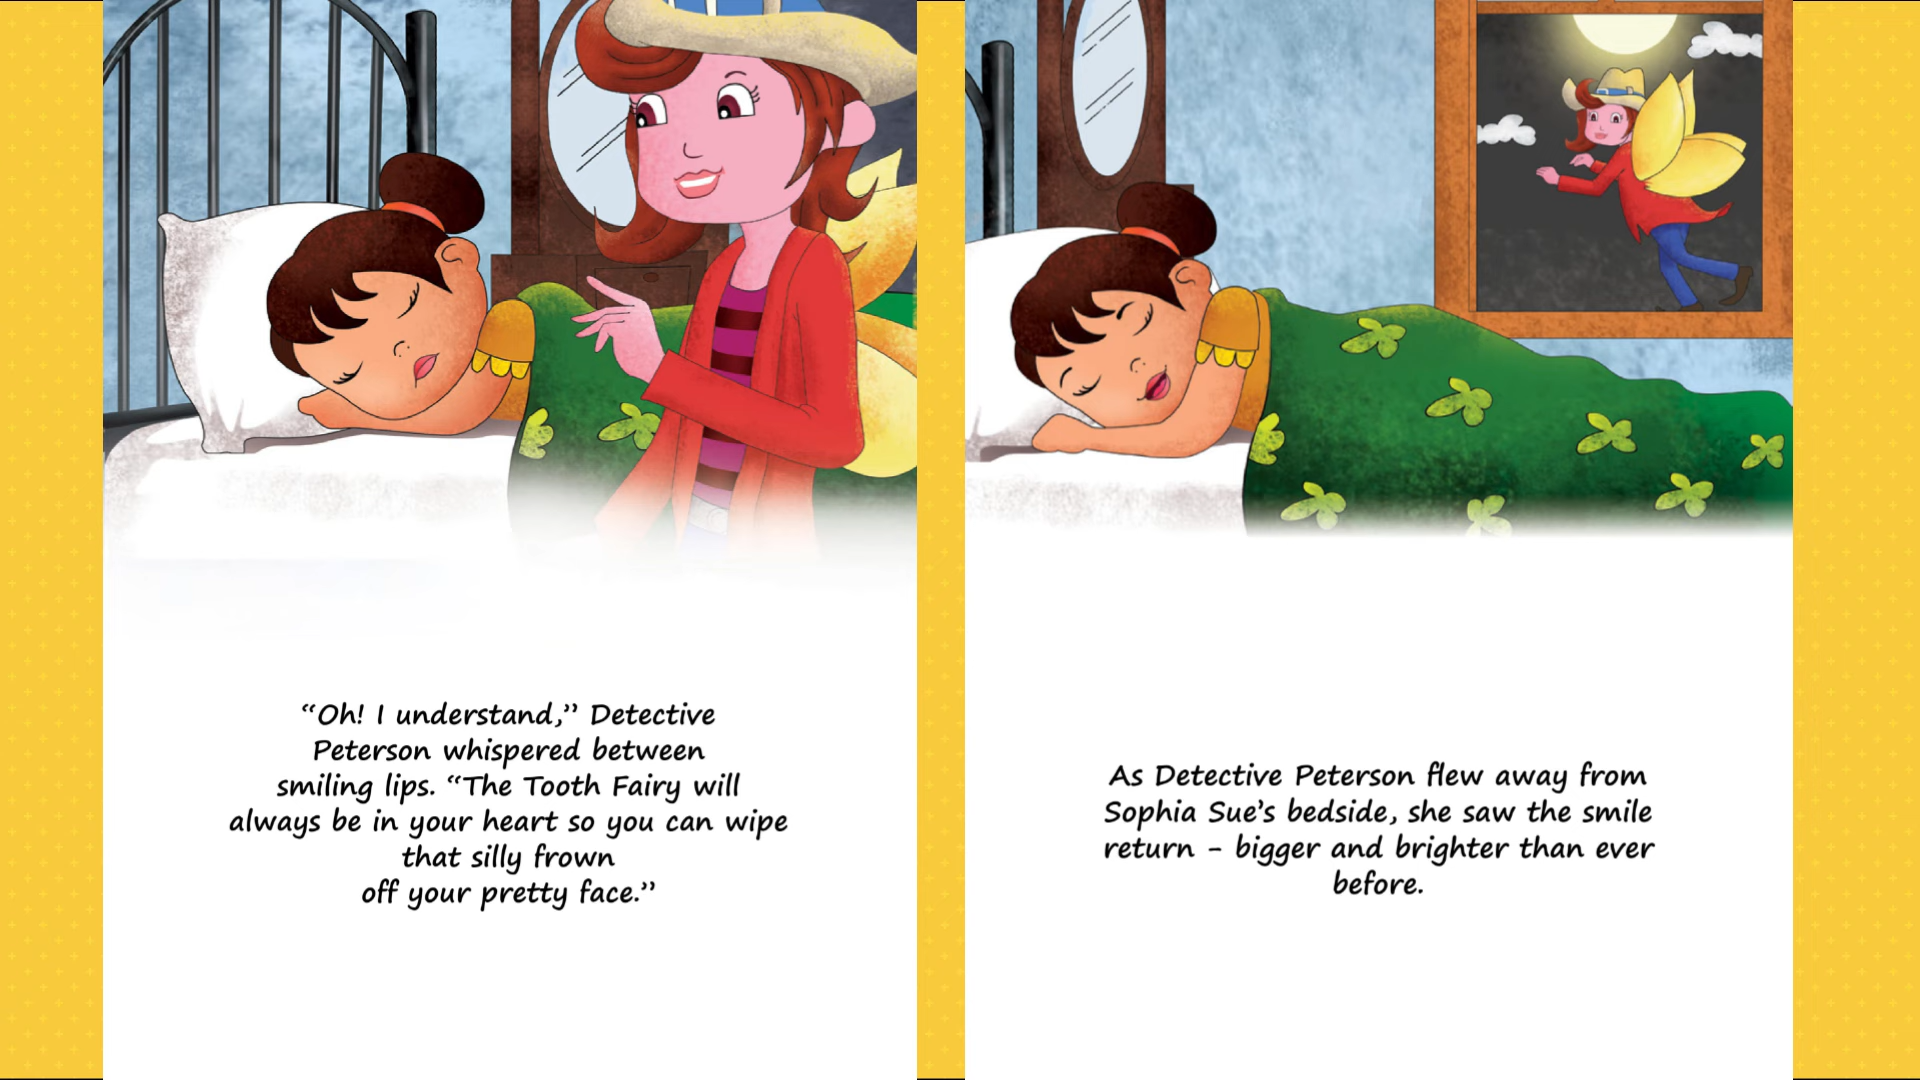 “Oh! I understand,” Detective
Peterson whispered between
smiling lips. “The Tooth Fairy will
always be in your heart so you can wipe
that silly frown
off your pretty face.”
As Detective Peterson flew away from
Sophia Sue’s bedside, she saw the smile
return – bigger and brighter than ever
before.